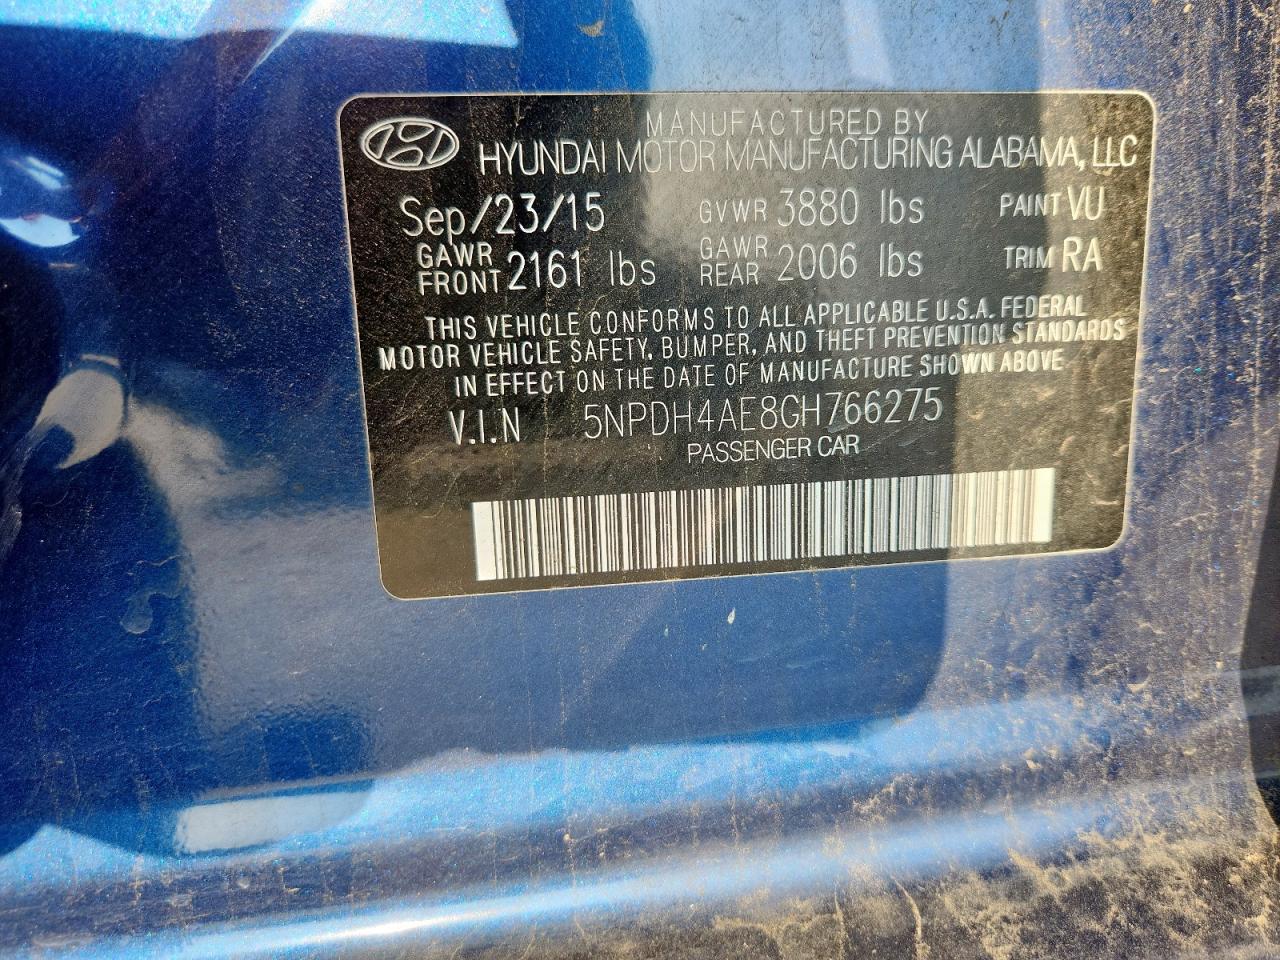 MANUFACTURED BY
HYUNDAI MOTOR MANUFACTURING ALABAMA, LLC
Sep/23/15 GVWR 3880 lbs PAINT VU
GAWR FRONT 2161 lbs GAWR REAR 2006 lbs TRIM RA
THIS VEHICLE CONFORMS TO ALL APPLICABLE U.S.A. FEDERAL
MOTOR VEHICLE SAFETY, BUMPER, AND THEFT PREVENTION STANDARDS
IN EFFECT ON THE DATE OF MANUFACTURE SHOWN ABOVE
V.I.N 5NPDH4AE8GH766275
PASSENGER CAR